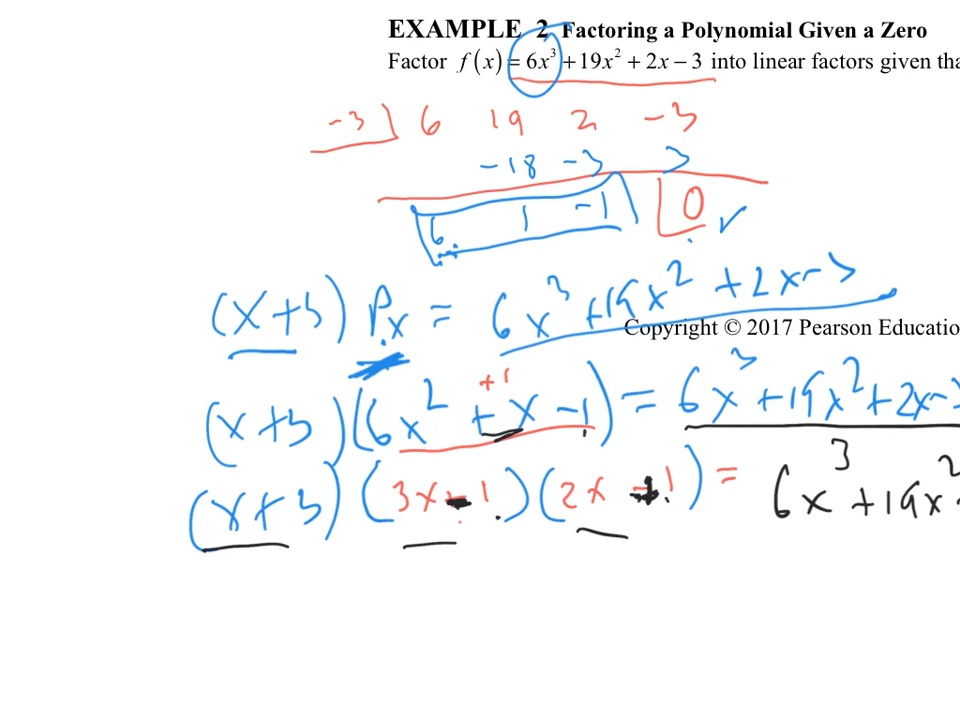 EXAMPLE 2 Factoring a Polynomial Given a Zero
Factor f(x) = 6x³ + 19x² + 2x − 3 into linear factors given tha
-3 6 19 2 -3
-18 -3 3
6 1 -1 0 ✓
(x+3) Px = 6x³ +19x² +2x-3
Copyright © 2017 Pearson Educatio
+1
(x+3)(6x² + x -1) = 6x³+19x²+2x-3
(x+3)(3x-1)(2x+1) = 6x³+19x²